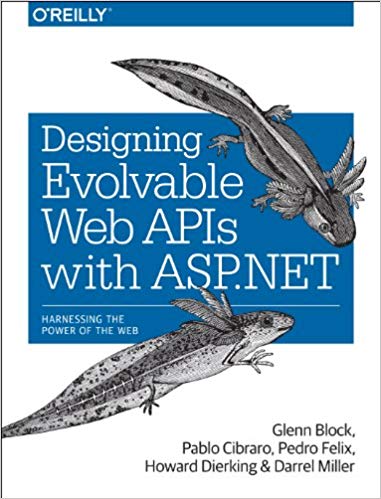 O'REILLY®
Designing
Evolvable
Web APIs
with ASP.NET
HARNESSING THE
POWER OF THE WEB
Glenn Block,
Pablo Cibraro, Pedro Felix,
Howard Dierking & Darrel Miller